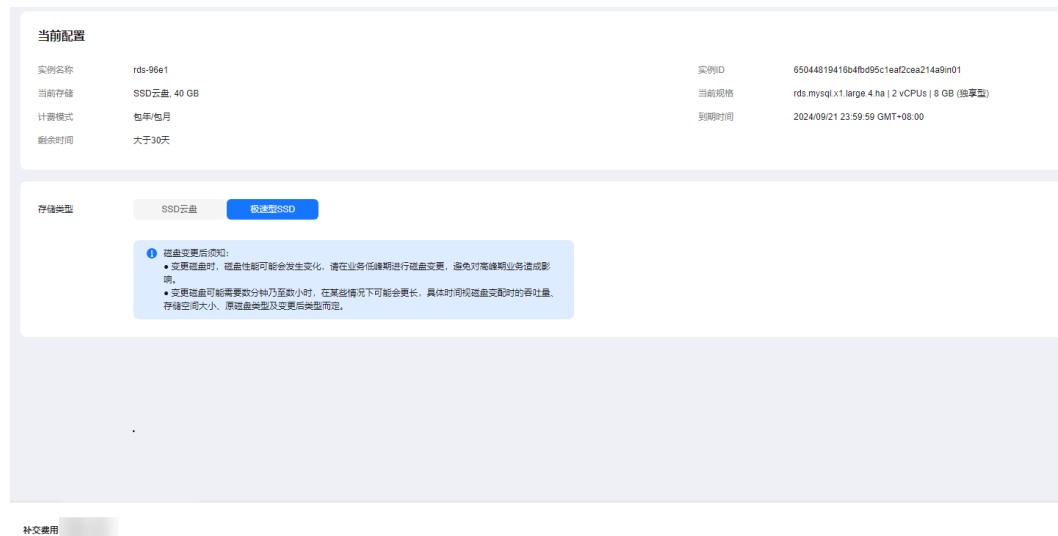 当前配置
实例名称 rds-96e1 实例ID 65044819416b4fbd95c1eaf2cea214a9in01
当前存储 SSD云盘, 40 GB 当前规格 rds.mysql.x1.large.4.ha | 2 vCPUs | 8 GB (独享型)
计费模式 包年/包月 到期时间 2024/09/21 23:59:59 GMT+08:00
剩余时间 大于30天
存储类型 SSD云盘 极速型SSD
磁盘变更后须知:
● 变更磁盘时，磁盘性能可能会发生变化，请在业务低峰期进行磁盘变更，避免对高峰期业务造成影
响。
● 变更磁盘可能需要数分钟乃至数小时，在某些情况下可能会更长，具体时间视磁盘变配时的吞吐量、
存储空间大小、原磁盘类型及变更后类型而定。
补交费用